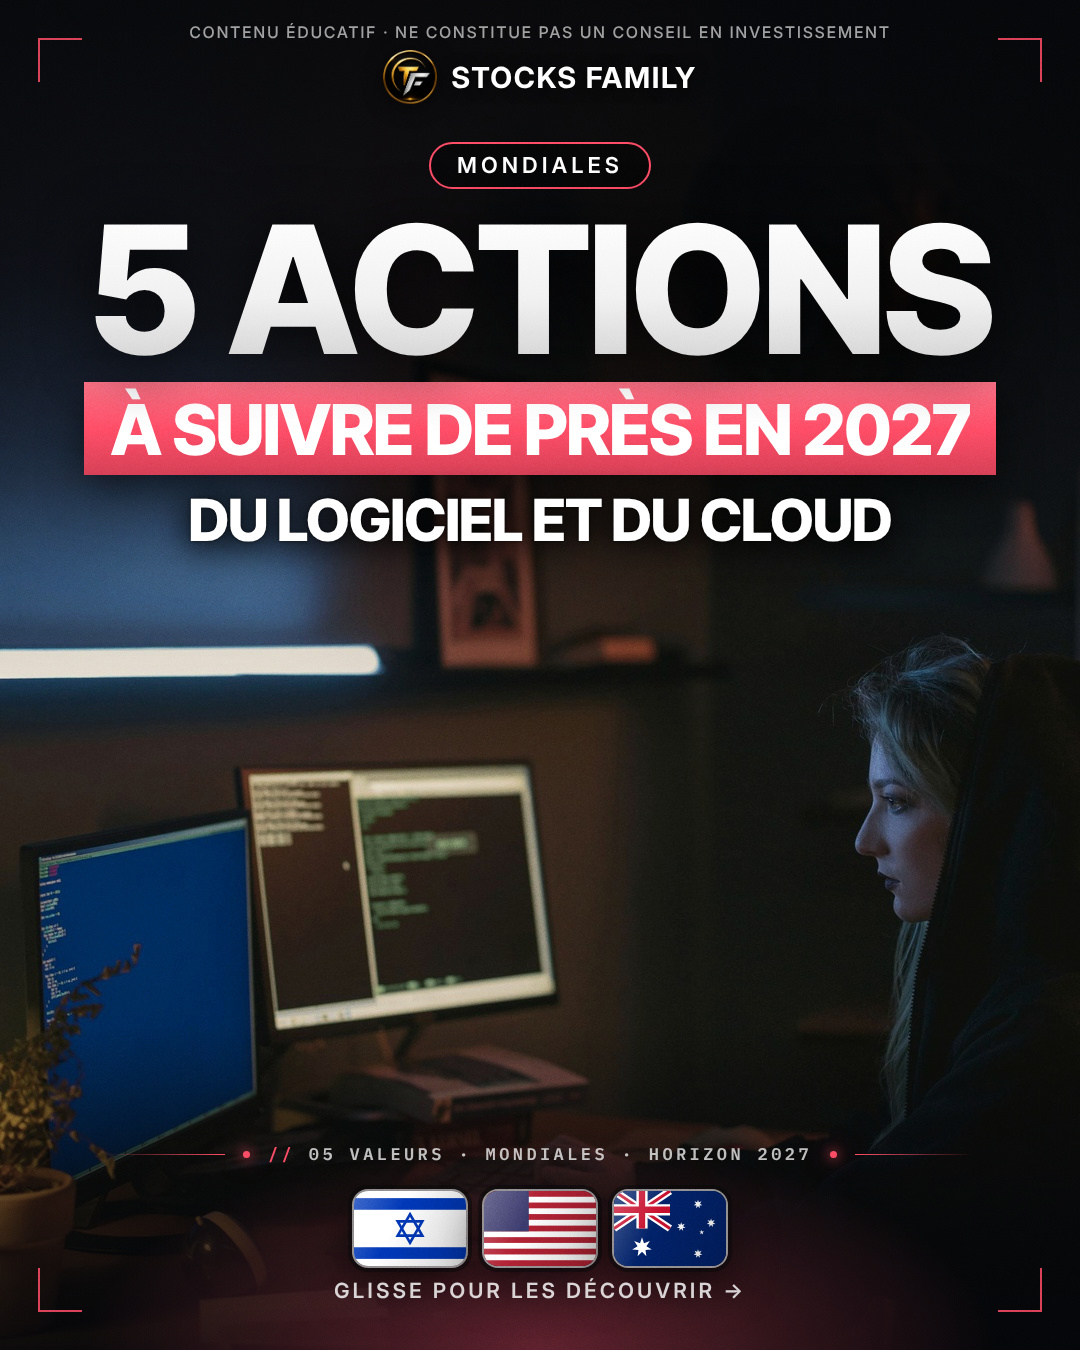 CONTENU ÉDUCATIF · NE CONSTITUE PAS UN CONSEIL EN INVESTISSEMENT
TF STOCKS FAMILY
MONDIALES
5 ACTIONS
À SUIVRE DE PRÈS EN 2027
DU LOGICIEL ET DU CLOUD
// 05 VALEURS · MONDIALES · HORIZON 2027
GLISSE POUR LES DÉCOUVRIR →